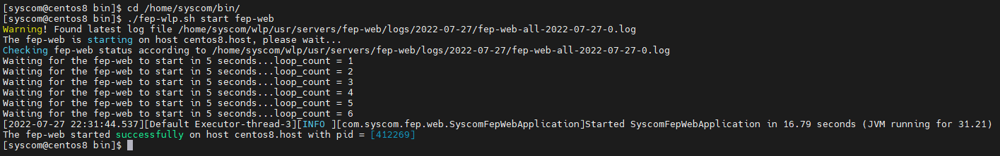 [syscom@centos8 bin]$ cd /home/syscom/bin/
[syscom@centos8 bin]$ ./fep-wlp.sh start fep-web
Warning! Found latest log file /home/syscom/wlp/usr/servers/fep-web/logs/2022-07-27/fep-web-all-2022-07-27-0.log
The fep-web is starting on host centos8.host, please wait...
Checking fep-web status according to /home/syscom/wlp/usr/servers/fep-web/logs/2022-07-27/fep-web-all-2022-07-27-0.log
Waiting for the fep-web to start in 5 seconds...loop_count = 1
Waiting for the fep-web to start in 5 seconds...loop_count = 2
Waiting for the fep-web to start in 5 seconds...loop_count = 3
Waiting for the fep-web to start in 5 seconds...loop_count = 4
Waiting for the fep-web to start in 5 seconds...loop_count = 5
Waiting for the fep-web to start in 5 seconds...loop_count = 6
[2022-07-27 22:31:44.537][Default Executor-thread-3][INFO ][com.syscom.fep.web.SyscomFepWebApplication]Started SyscomFepWebApplication in 16.79 seconds (JVM running for 31.21)
The fep-web started successfully on host centos8.host with pid = [412269]
[syscom@centos8 bin]$